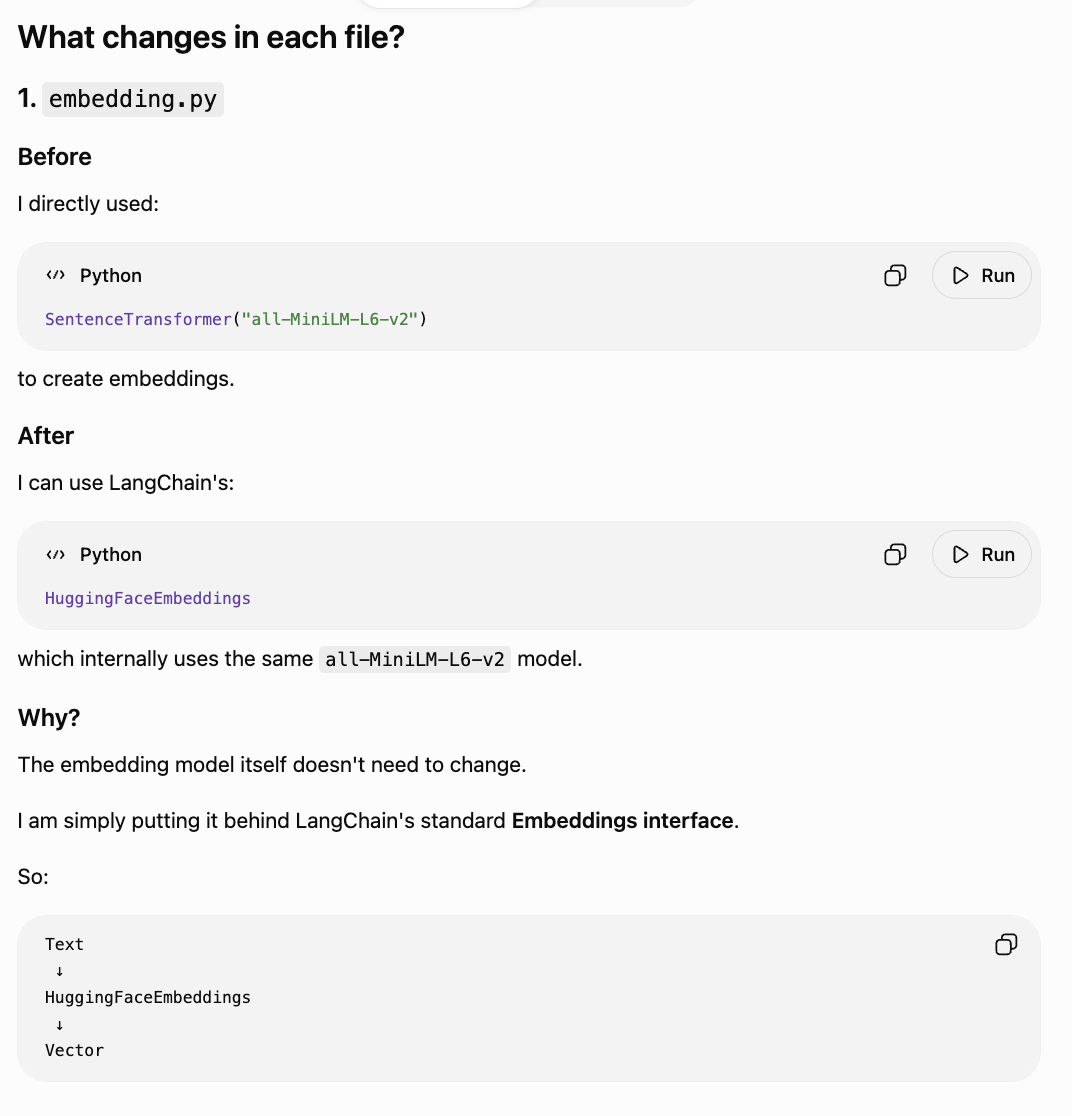 What changes in each file?
1. embedding.py
Before
I directly used:
Python
Run
SentenceTransformer("all-MiniLM-L6-v2")
to create embeddings.
After
I can use LangChain's:
Python
Run
HuggingFaceEmbeddings
which internally uses the same all-MiniLM-L6-v2 model.
Why?
The embedding model itself doesn't need to change.
I am simply putting it behind LangChain's standard Embeddings interface.
So:
Text
↓
HuggingFaceEmbeddings
↓
Vector